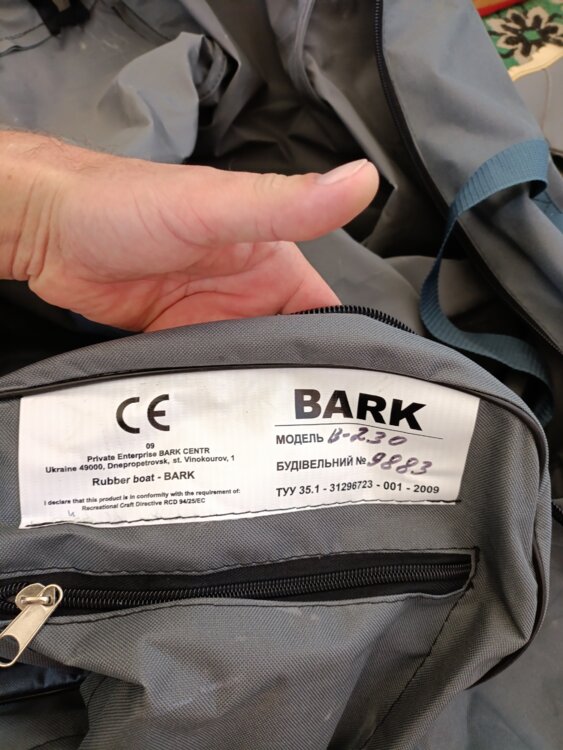 CE
09
Private Enterprise BARK CENTR
Ukraine 49000, Dnepropetrovsk, st. Vinokourov, 1
Rubber boat - BARK
I declare that this product is in conformity with the requirement of:
Recreational Craft Directive RCD 94/25/EC
BARK
МОДЕЛЬ B-230
БУДІВЕЛЬНИЙ № 9883
ТУУ 35.1 - 31296723 - 001 - 2009